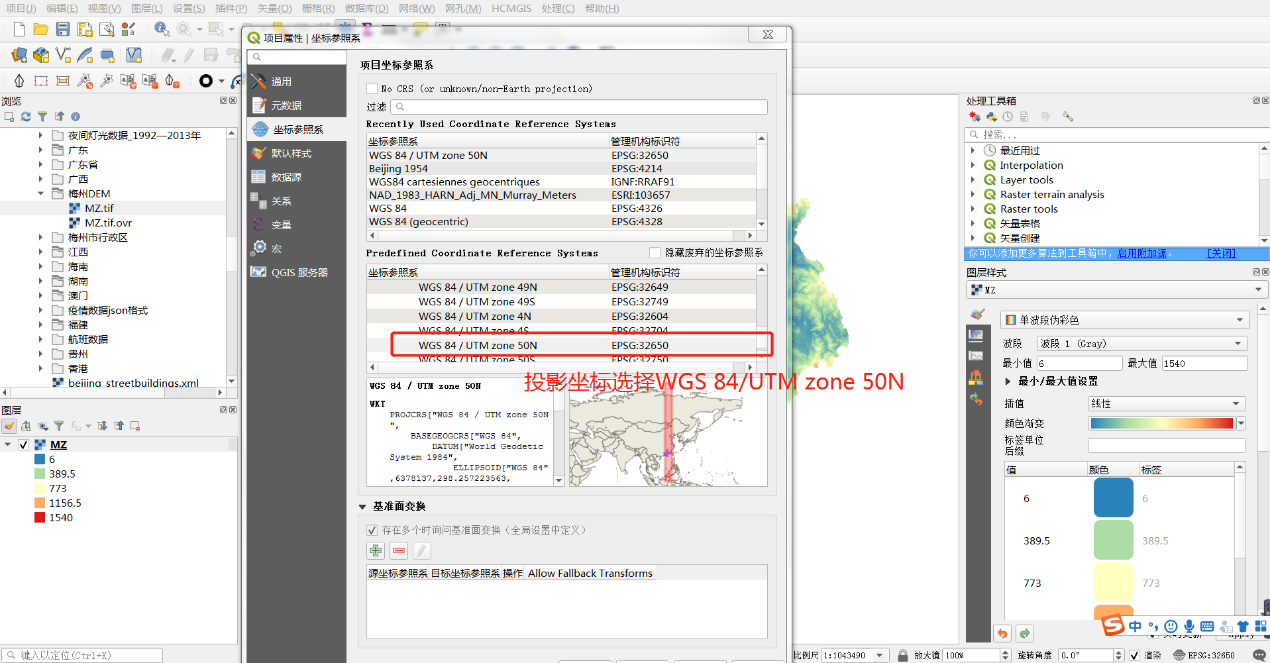 项目(J) 编辑(E) 视图(V) 图层(L) 设置(S) 插件(P) 矢量(O) 栅格(R) 数据库(D) 网络(W) 网孔(M) HCMGIS 处理(C) 帮助(H)
项目属性 | 坐标参照系
通用
元数据
坐标参照系
默认样式
数据源
关系
变量
宏
QGIS 服务器
项目坐标参照系
No CRS (or unknown/non-Earth projection)
过滤
Recently Used Coordinate Reference Systems
坐标参照系 管理机构标识符
WGS 84 / UTM zone 50N EPSG:32650
Beijing 1954 EPSG:4214
WGS84 cartesiennes geocentriques IGNF:RRAF91
NAD_1983_HARN_Adj_MN_Murray_Meters ESRI:103657
WGS 84 EPSG:4326
WGS 84 (geocentric) EPSG:4328
Predefined Coordinate Reference Systems 隐藏废弃的坐标参照系
坐标参照系 管理机构标识符
WGS 84 / UTM zone 49N EPSG:32649
WGS 84 / UTM zone 49S EPSG:32749
WGS 84 / UTM zone 4N EPSG:32604
WGS 84 / UTM zone 4S EPSG:32704
WGS 84 / UTM zone 50N EPSG:32650
WGS 84 / UTM zone 50S EPSG:32750
投影坐标选择WGS 84/UTM zone 50N
WGS 84 / UTM zone 50N
WKT
PROJCRS["WGS 84 / UTM zone 50N
",
BASEGEOGCRS["WGS 84",
DATUM["World Geodetic
System 1984",
ELLIPSOID["WGS 84"
,6378137,298.257223563,
基准面变换
存在多个时询问基准面变换（全局设置中定义）
源坐标参照系 目标坐标参照系 操作 Allow Fallback Transforms
浏览
夜间灯光数据_1992—2013年
广东
广东省
广西
梅州DEM
MZ.tif
MZ.tif.ovr
梅州市行政区
江西
海南
湖南
澳门
疫情数据json格式
福建
航班数据
贵州
香港
beijing_streetbuildings.xml
图层
MZ
6
389.5
773
1156.5
1540
键入以定位(Ctrl+K)
处理工具箱
搜索...
最近用过
Interpolation
Layer tools
Raster terrain analysis
Raster tools
矢量表格
矢量创建
你可以添加更多算法到工具箱中，启用附加源。 [关闭]
图层样式
MZ
单波段伪彩色
波段 波段 1 (Gray)
最小值 6 最大值 1540
最小/最大值设置
插值 线性
颜色渐变
标签单位
后缀
值 颜色 标签
6 6
389.5 389.5
773 773
中
比例尺 1:1043490 放大镜 100% 旋转角度 0.0° 渲染 EPSG:32650